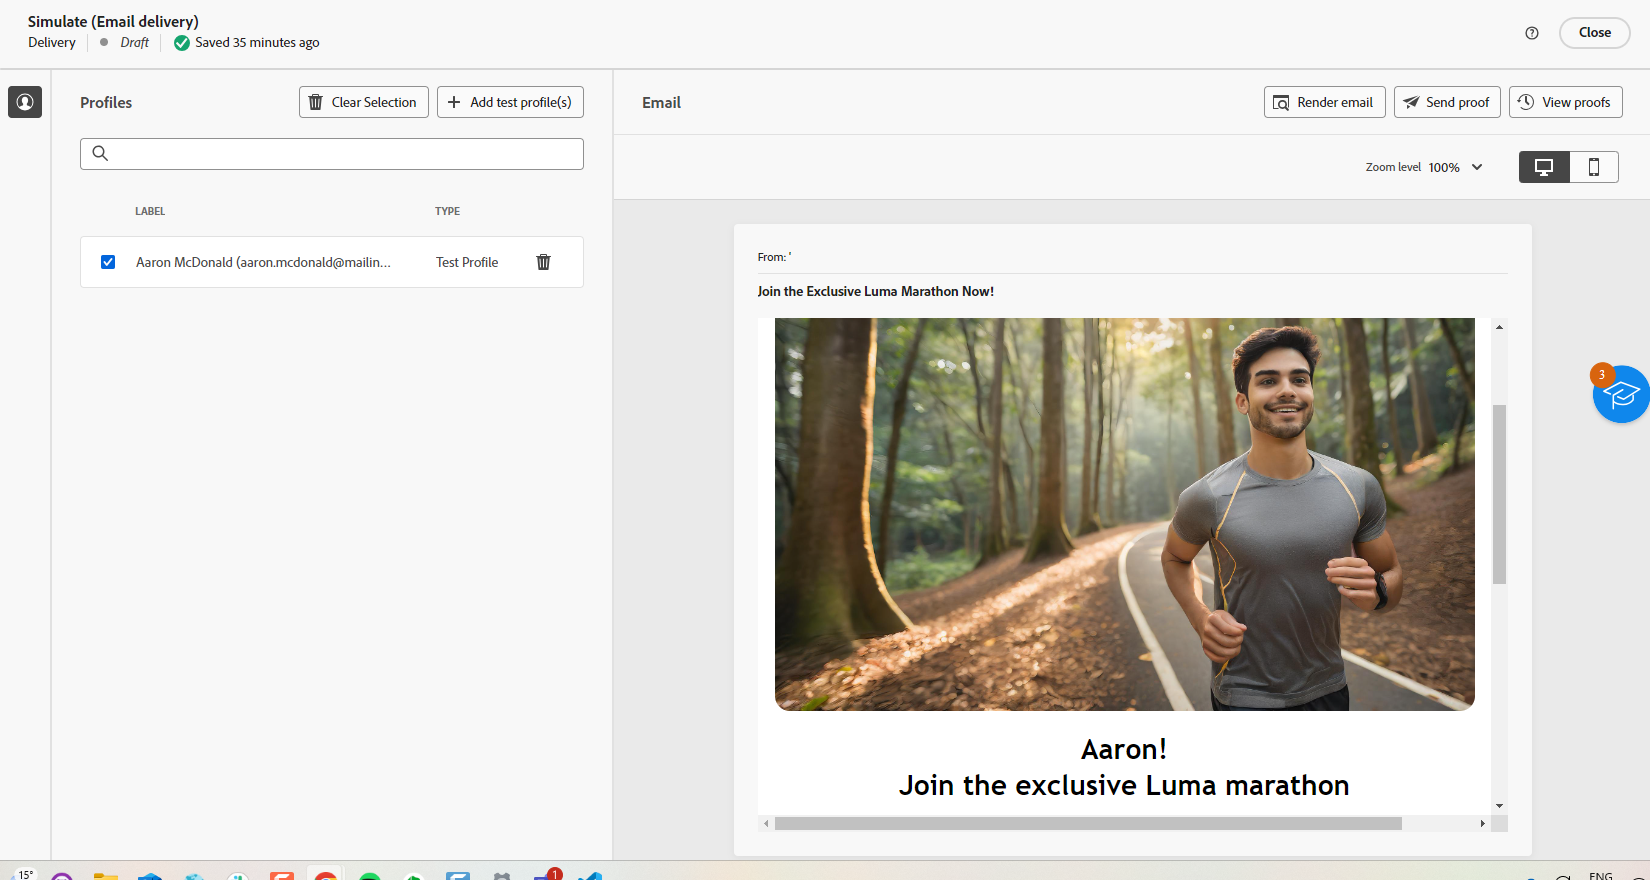 Simulate (Email delivery)
Delivery Draft Saved 35 minutes ago
Close
Profiles
Clear Selection
Add test profile(s)
LABEL TYPE
Aaron McDonald (aaron.mcdonald@mailin... Test Profile
Email
Render email
Send proof
View proofs
Zoom level 100%
From: '
Join the Exclusive Luma Marathon Now!
Aaron!
Join the exclusive Luma marathon
3
15°
1
ENG